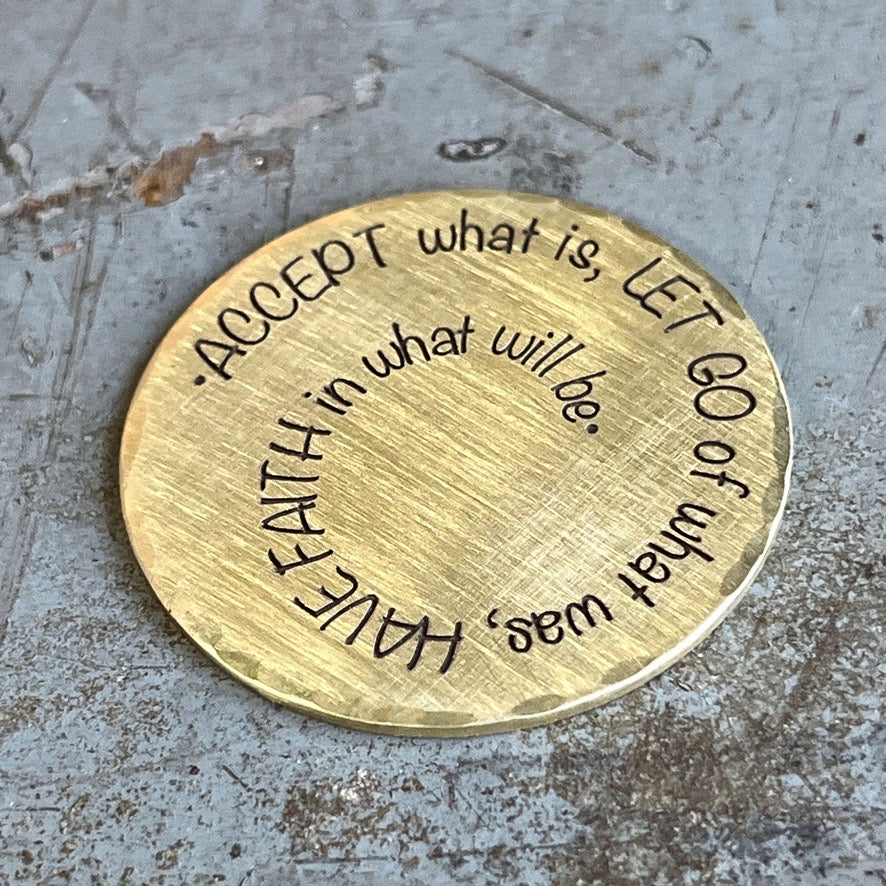 ·ACCEPT what is, LET GO of what was, HAVE FAITH in what will be.